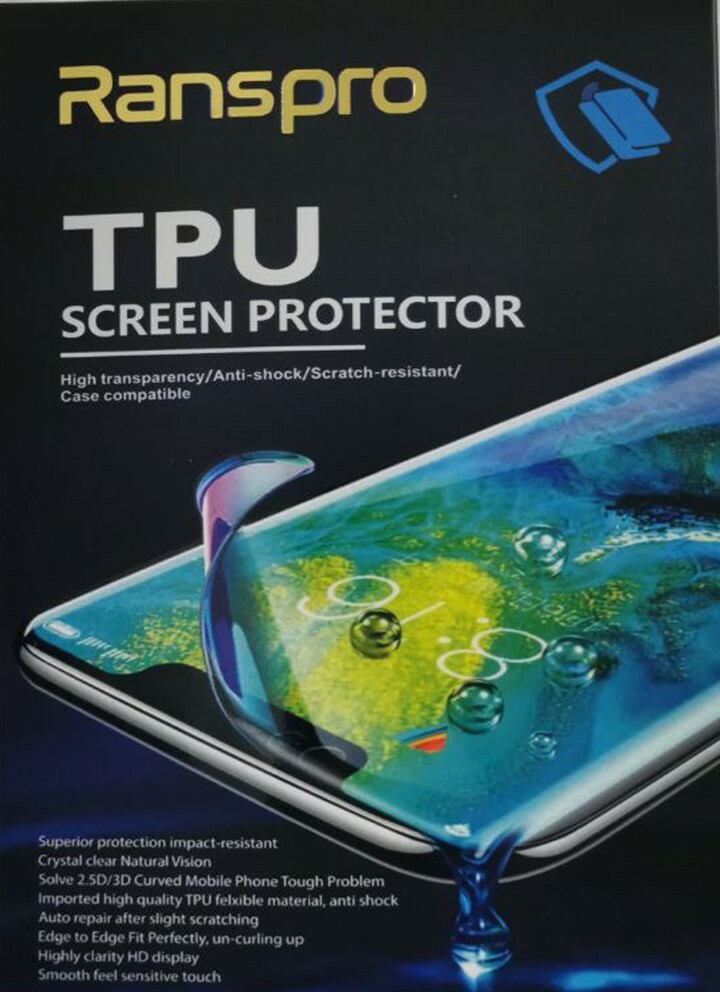 Ranspro
TPU
SCREEN PROTECTOR
High transparency/Anti-shock/Scratch-resistant/
Case compatible
Superior protection impact-resistant
Crystal clear Natural Vision
Solve 2.5D/3D Curved Mobile Phone Tough Problem
Imported high quality TPU felxible material, anti shock
Auto repair after slight scratching
Edge to Edge Fit Perfectly, un-curling up
Highly clarity HD display
Smooth feel sensitive touch